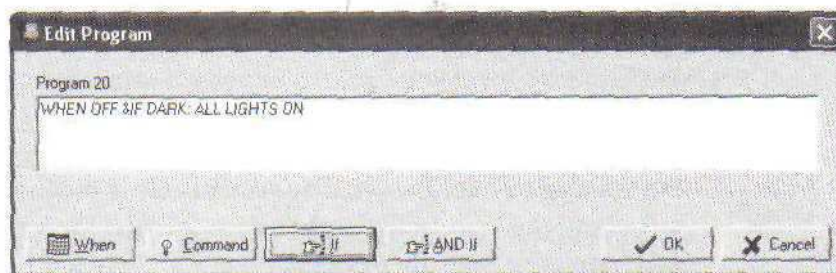 Edit Program
Program 20
WHEN OFF &IF DARK: ALL LIGHTS ON
When Command If AND If OK Cancel